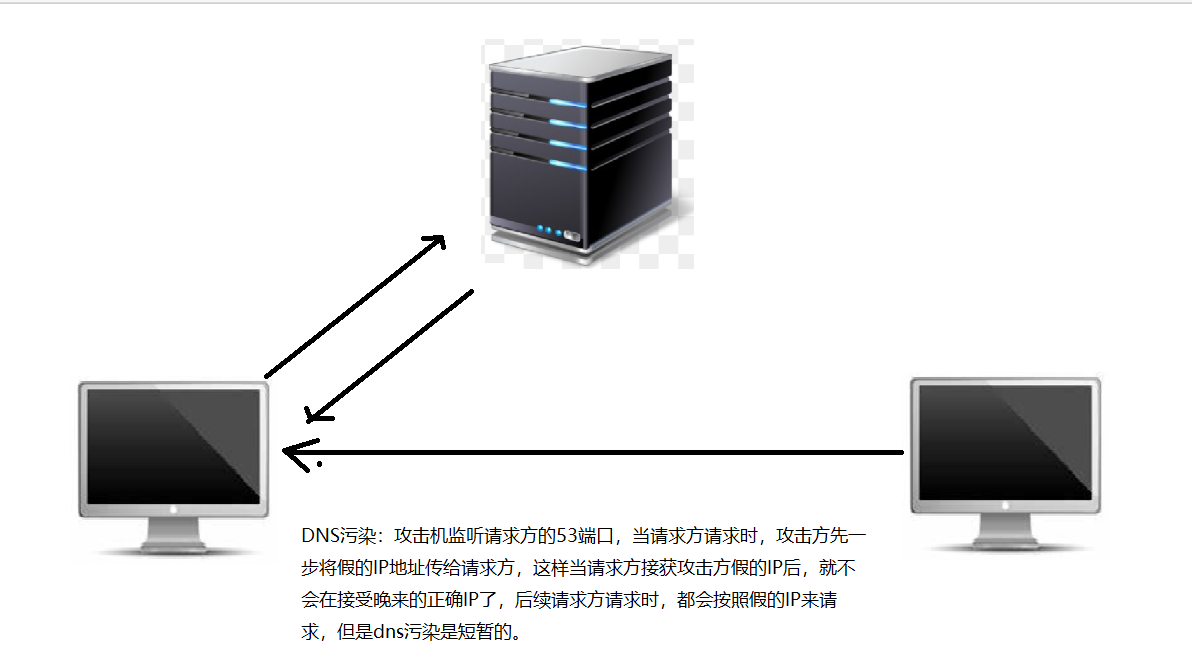 DNS污染：攻击机监听请求方的53端口，当请求方请求时，攻击方先一
步将假的IP地址传给请求方，这样当请求方接获攻击方假的IP后，就不
会在接受晚来的正确IP了，后续请求方请求时，都会按照假的IP来请
求，但是dns污染是短暂的。